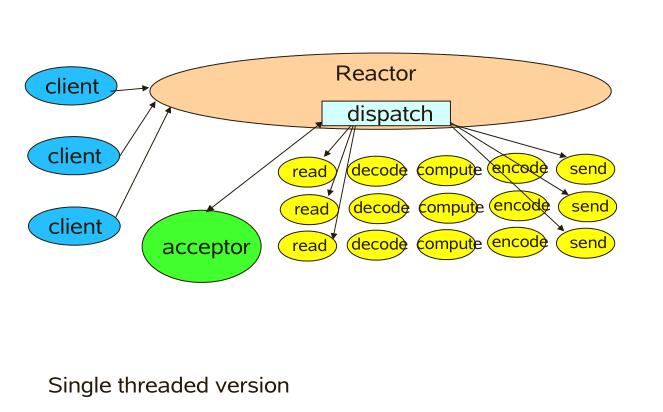 Reactor
client
dispatch
client
read decode compute encode send
read decode compute encode send
client
acceptor
read decode compute encode send
Single threaded version